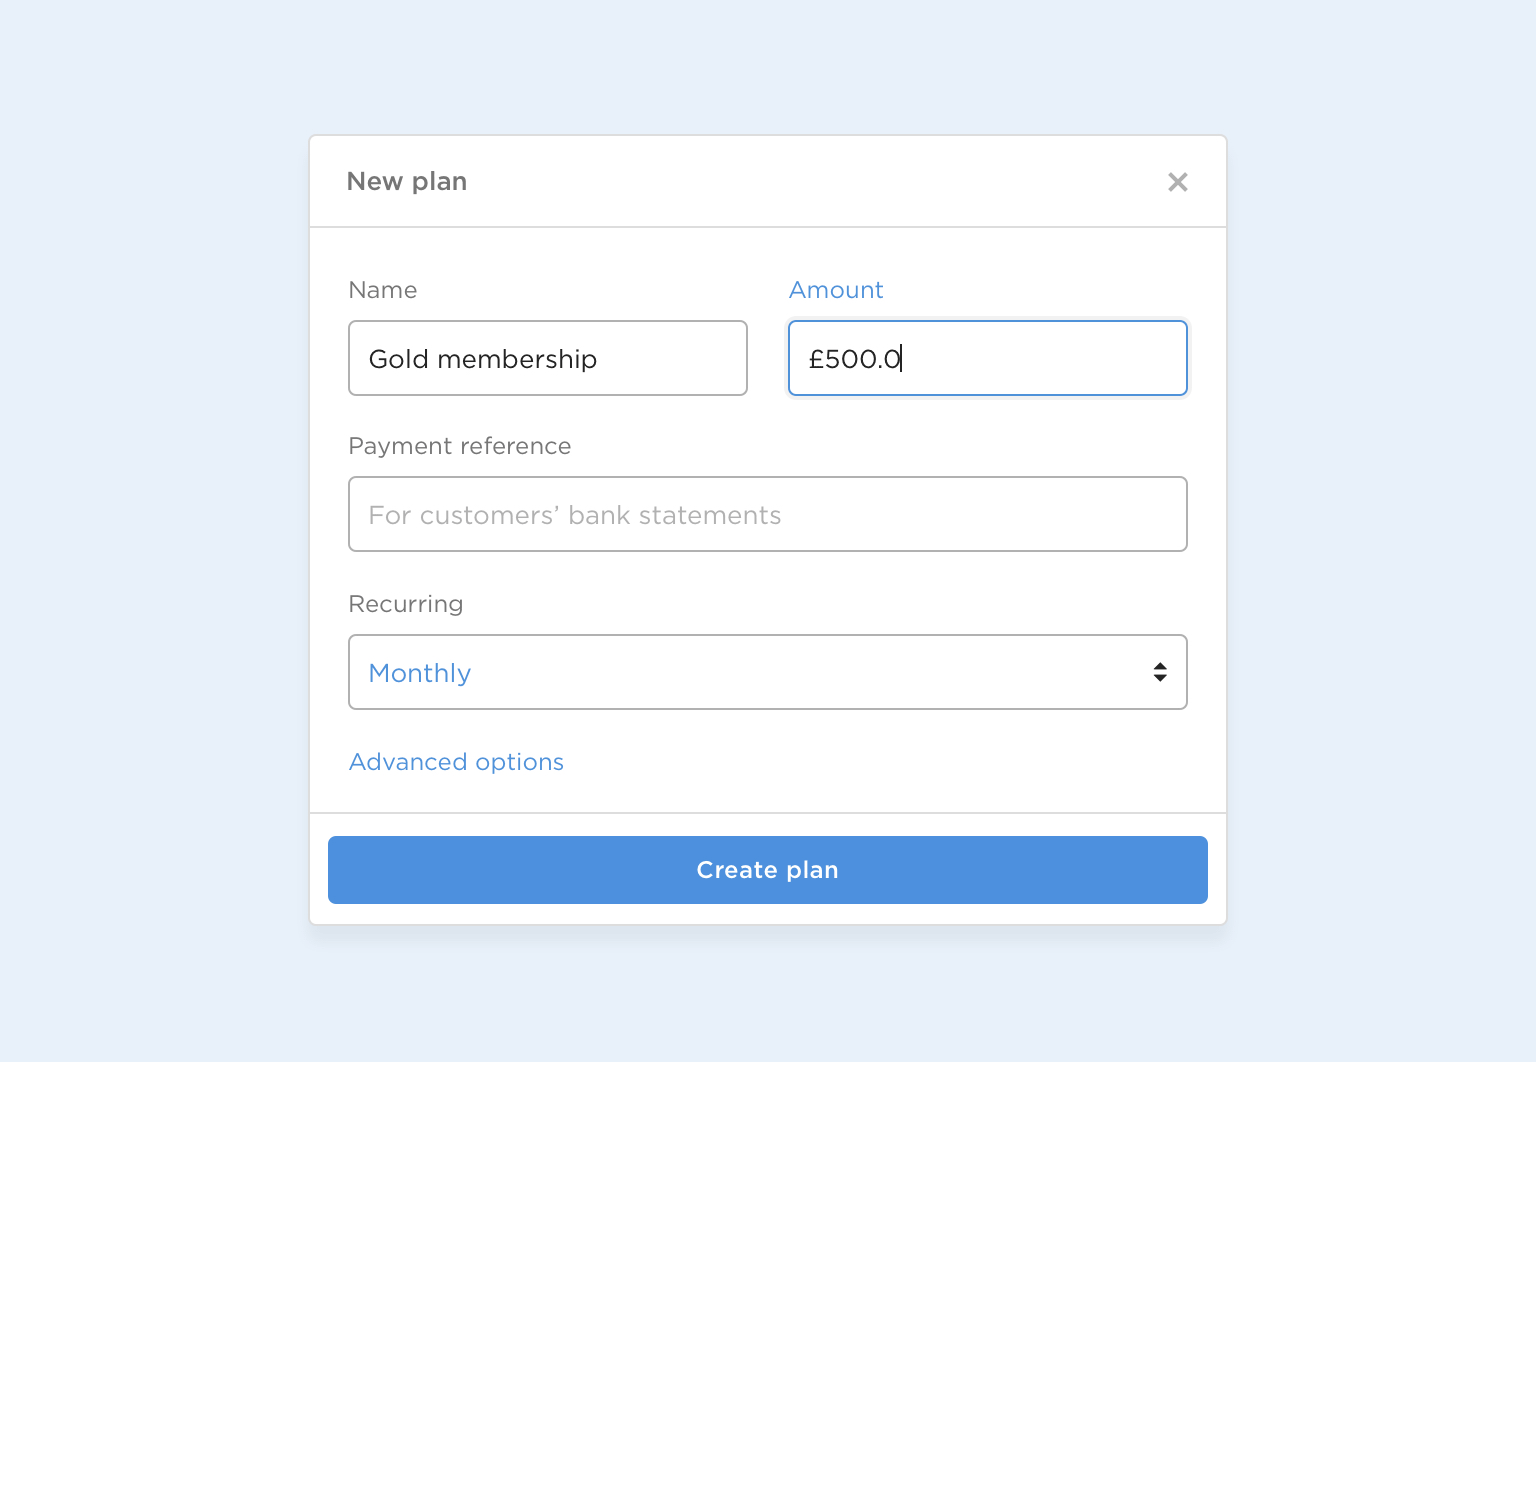 New plan
Name
Amount
Gold membership
£500.0
Payment reference
For customers’ bank statements
Recurring
Monthly
Advanced options
Create plan